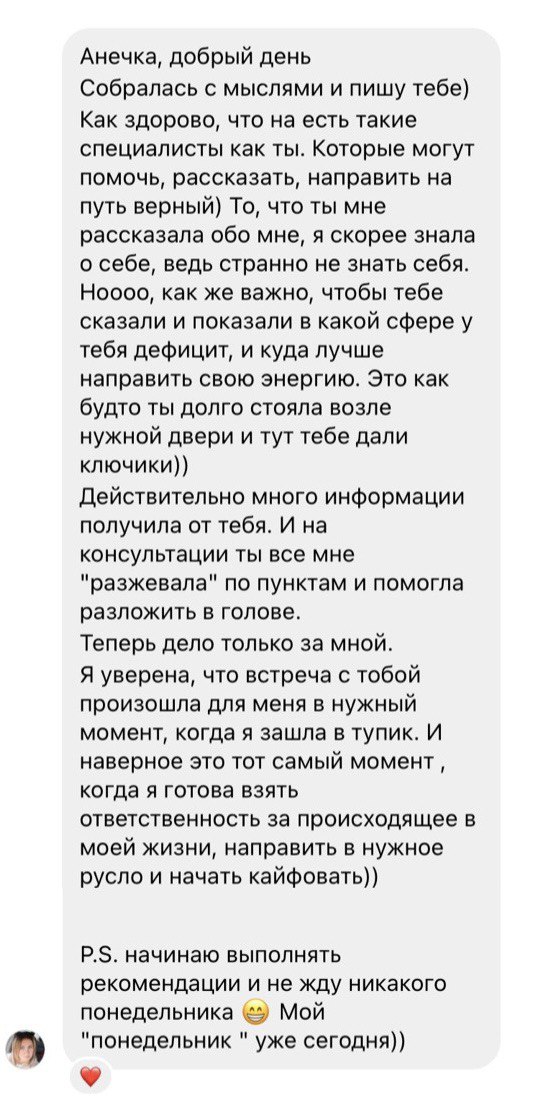 Анечка, добрый день
Собралась с мыслями и пишу тебе)
Как здорово, что на есть такие
специалисты как ты. Которые могут
помочь, рассказать, направить на
путь верный) То, что ты мне
рассказала обо мне, я скорее знала
о себе, ведь странно не знать себя.
Ноооо, как же важно, чтобы тебе
сказали и показали в какой сфере у
тебя дефицит, и куда лучше
направить свою энергию. Это как
будто ты долго стояла возле
нужной двери и тут тебе дали
ключики))
Действительно много информации
получила от тебя. И на
консультации ты все мне
"разжевала" по пунктам и помогла
разложить в голове.
Теперь дело только за мной.
Я уверена, что встреча с тобой
произошла для меня в нужный
момент, когда я зашла в тупик. И
наверное это тот самый момент ,
когда я готова взять
ответственность за происходящее в
моей жизни, направить в нужное
русло и начать кайфовать))
P.S. начинаю выполнять
рекомендации и не жду никакого
понедельника 😁 Мой
"понедельник " уже сегодня))